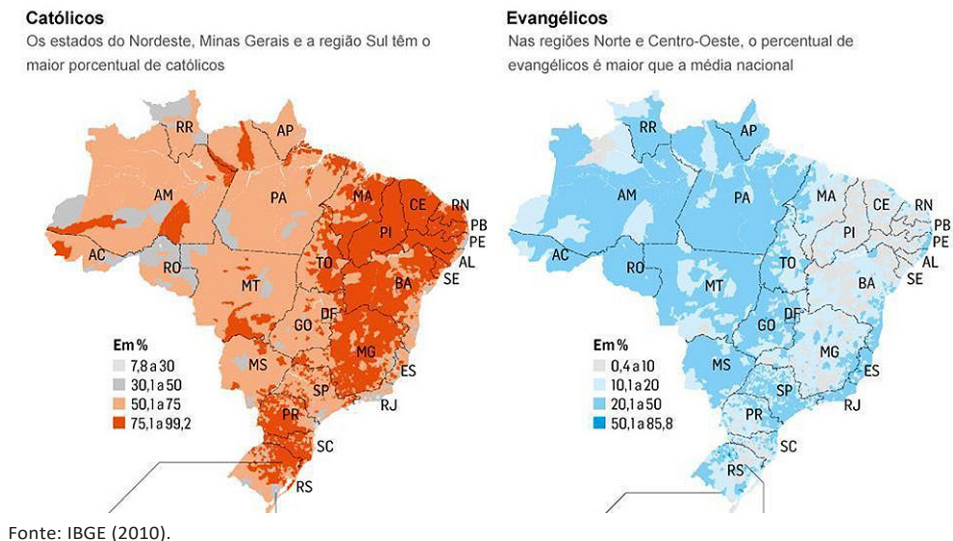 Católicos
Os estados do Nordeste, Minas Gerais e a região Sul têm o
maior porcentual de católicos
RR
AP
AM
PA
MA
CE
RN
PB
PI
PE
AL
SE
AC
RO
TO
BA
MT
DF
GO
MG
MS
ES
SP
RJ
PR
SC
RS
Em %
7,8 a 30
30,1 a 50
50,1 a 75
75,1 a 99,2
Evangélicos
Nas regiões Norte e Centro-Oeste, o percentual de
evangélicos é maior que a média nacional
RR
AP
AM
PA
MA
CE
RN
PB
PI
PE
AL
SE
AC
RO
TO
BA
MT
DF
GO
MG
MS
ES
SP
RJ
PR
SC
RS
Em %
0,4 a 10
10,1 a 20
20,1 a 50
50,1 a 85,8
Fonte: IBGE (2010).